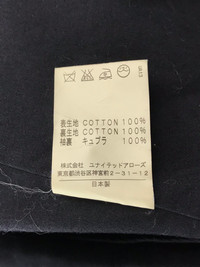 表生地 COTTON 100%
裏生地 COTTON 100%
袖裏 キュプラ 100%
株式会社 ユナイテッドアローズ
東京都渋谷区神宮前2-31-12
日本製